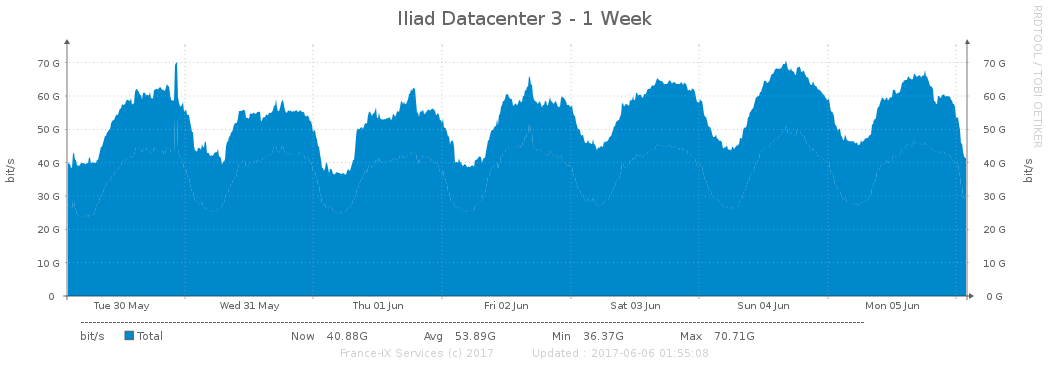 Iliad Datacenter 3 - 1 Week
RRDTOOL / TOBI OETIKER
bit/s
70 G
60 G
50 G
40 G
30 G
20 G
10 G
0
70 G
60 G
50 G
40 G
30 G
20 G
10 G
0 G
bit/s
Tue 30 May Wed 31 May Thu 01 Jun Fri 02 Jun Sat 03 Jun Sun 04 Jun Mon 05 Jun
bit/s Total Now 40.88G Avg 53.89G Min 36.37G Max 70.71G
France-IX Services (c) 2017 Updated : 2017-06-06 01:55:08